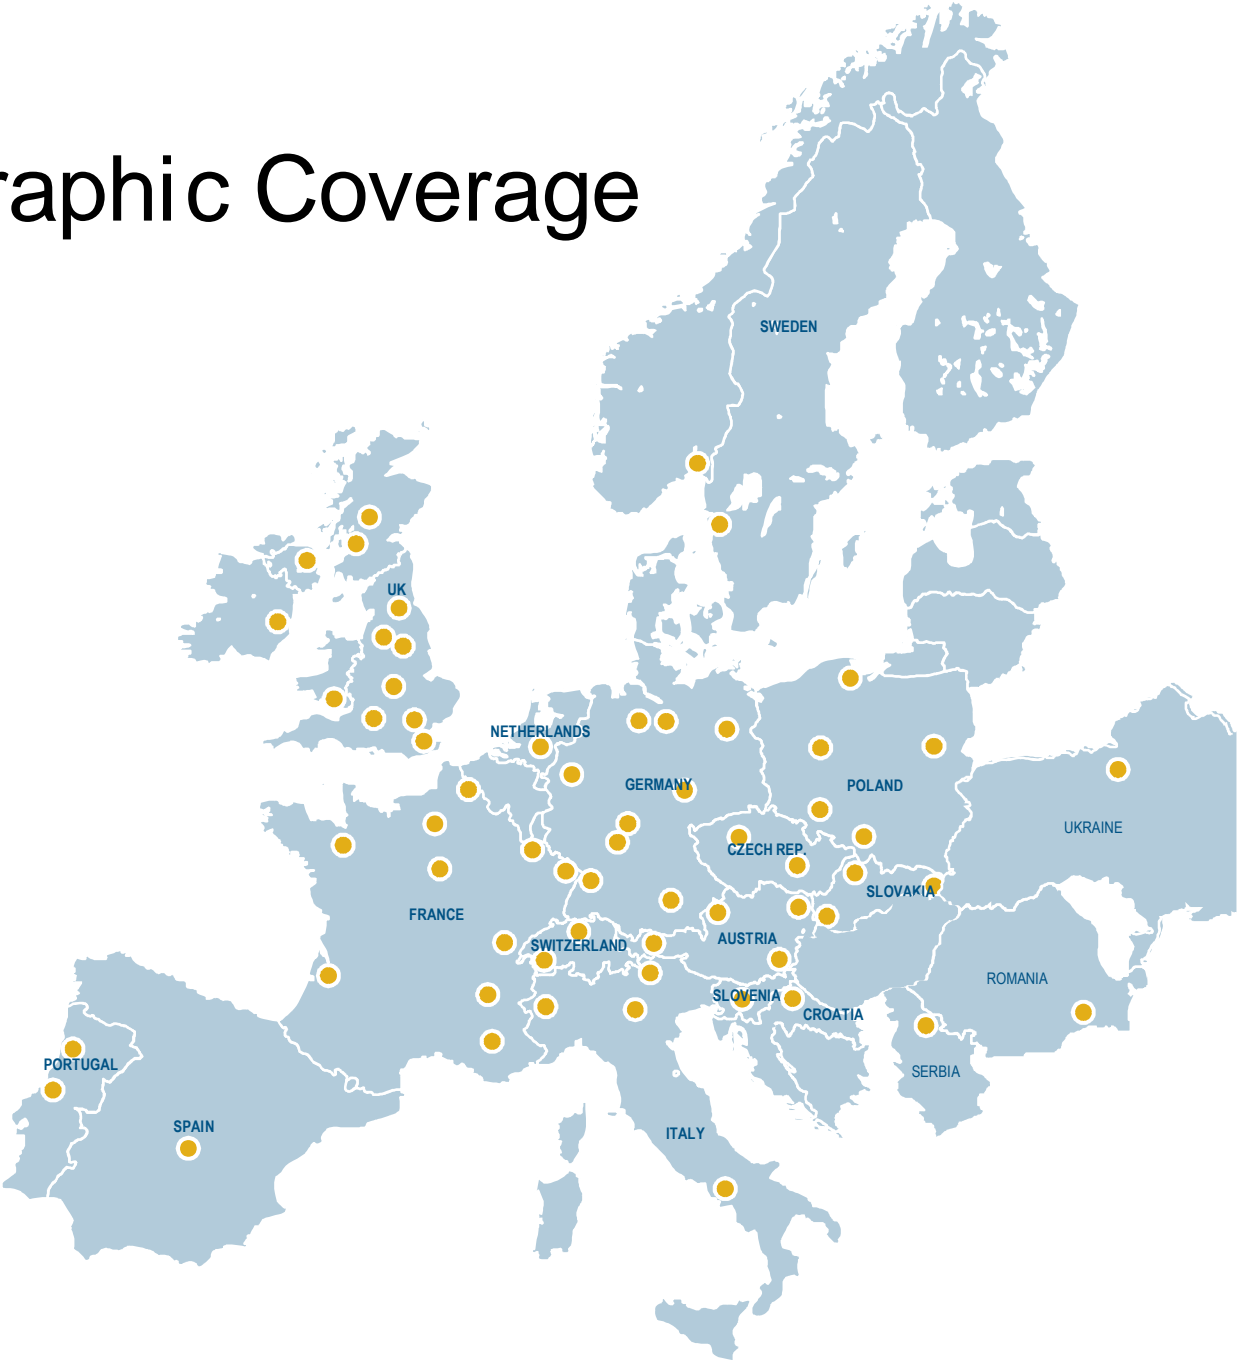 raphic Coverage
SWEDEN
UK
NETHERLANDS
GERMANY
POLAND
UKRAINE
CZECH REP.
SLOVAKIA
FRANCE
SWITZERLAND
AUSTRIA
ROMANIA
SLOVENIA
CROATIA
PORTUGAL
SERBIA
SPAIN
ITALY